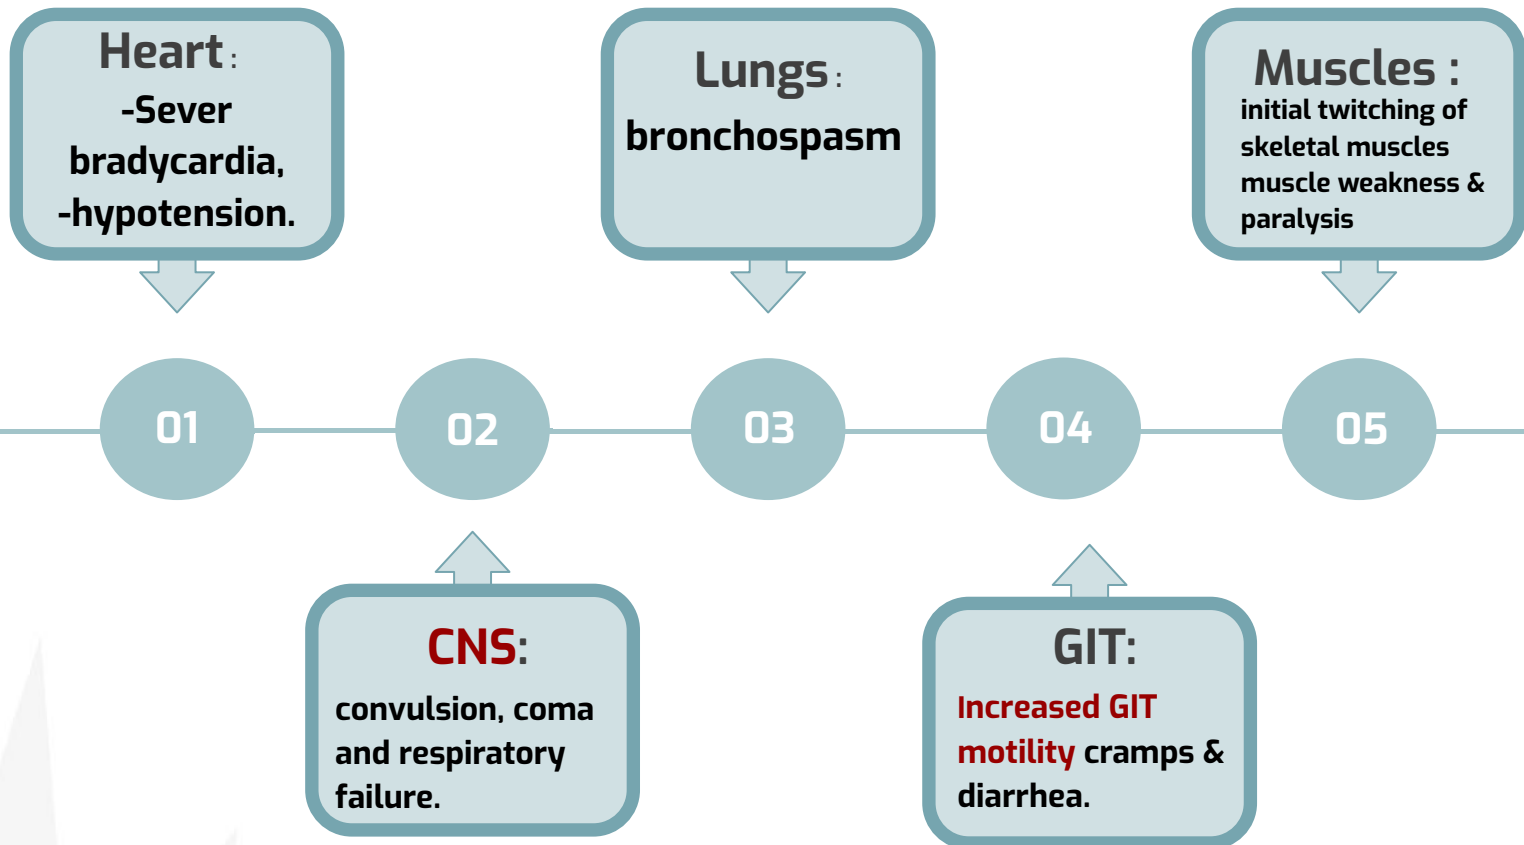 Heart :
-Sever
bradycardia,
-hypotension.
Lungs :
bronchospasm
Muscles :
initial twitching of
skeletal muscles
muscle weakness &
paralysis
01
02
03
04
05
CNS:
convulsion, coma
and respiratory
failure.
GIT:
Increased GIT
motility cramps &
diarrhea.